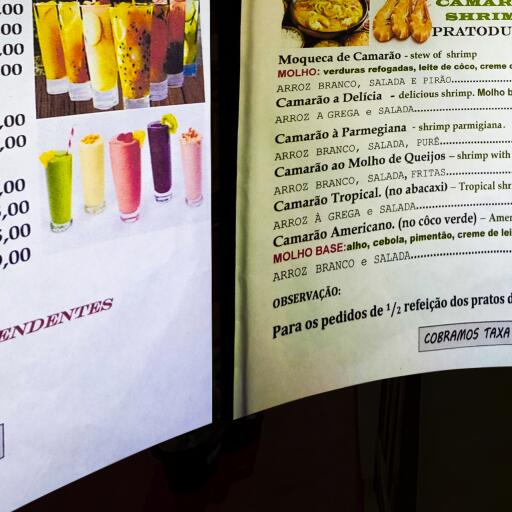 00
,00
,00
00
,00
,00
,00
5,00
5,00
0,00
ENDENTES
CAMAR
SHRIM
PRATODU
Moqueca de Camarão - stew of shrimp
MOLHO: verduras refogadas, leite de côco, creme d
ARROZ BRANCO, SALADA E PIRÃO
Camarão a Delícia - delicious shrimp. Molho b
ARROZ A GREGA e SALADA
Camarão à Parmegiana - shrimp parmigiana.
ARROZ BRANCO, SALADA, PURÊ
Camarão ao Molho de Queijos – shrimp with
ARROZ BRANCO, SALADA, FRITAS
Camarão Tropical. (no abacaxi) – Tropical shr
ARROZ À GREGA e SALADA
Camarão Americano. (no côco verde) – Amer
MOLHO BASE:alho, cebola, pimentão, creme de lei
ARROZ BRANCO e SALADA
OBSERVAÇÃO:
Para os pedidos de 1/2 refeição dos pratos d
COBRAMOS TAXA